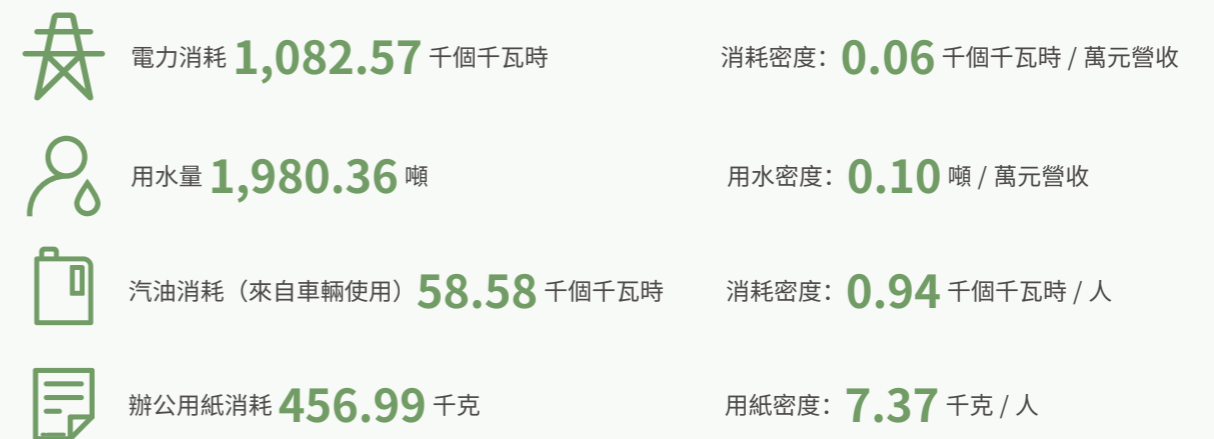 電力消耗 1,082.57 千個千瓦時 消耗密度：0.06 千個千瓦時 / 萬元營收
用水量 1,980.36 噸 用水密度：0.10 噸 / 萬元營收
汽油消耗（來自車輛使用）58.58 千個千瓦時 消耗密度：0.94 千個千瓦時 / 人
辦公用紙消耗 456.99 千克 用紙密度：7.37 千克 / 人